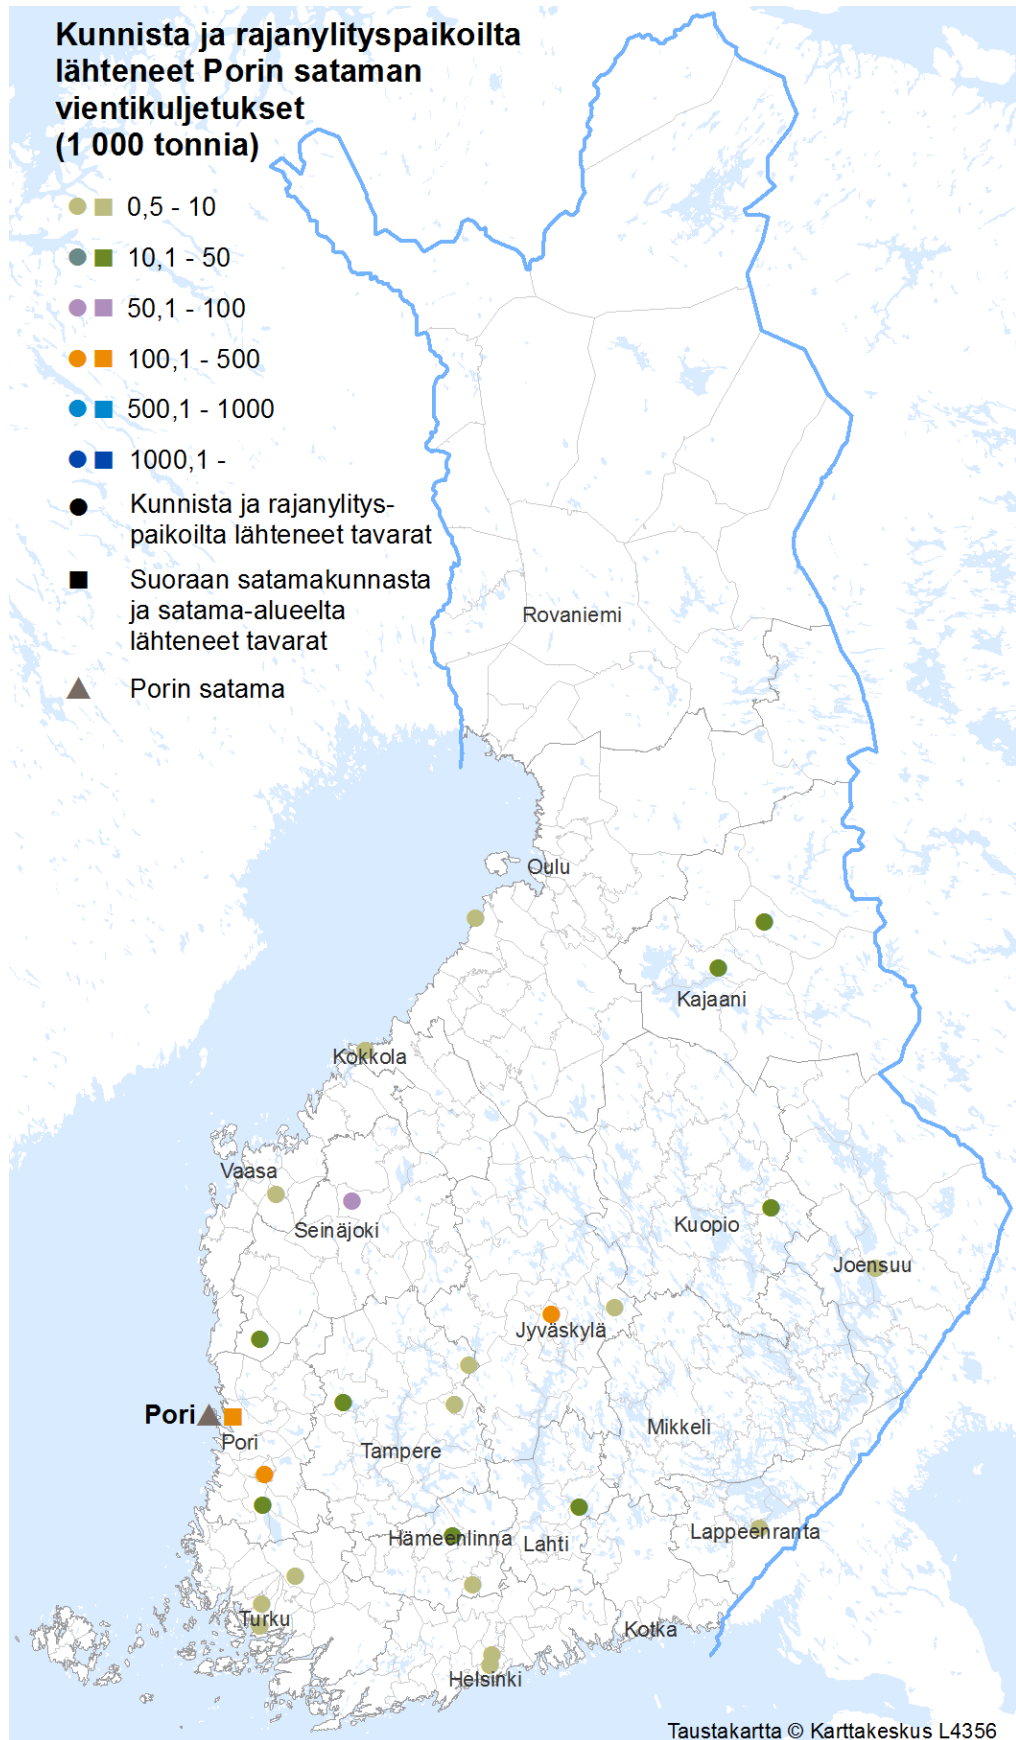 Kunnista ja rajanylityspaikoilta
lähteneet Porin sataman
vientikuljetukset
(1 000 tonnia)
0,5 - 10
10,1 - 50
50,1 - 100
100,1 - 500
500,1 - 1000
1000,1 -
Kunnista ja rajanylitys-
paikoilta lähteneet tavarat
Suoraan satamakunnasta
ja satama-alueelta
lähteneet tavarat
Porin satama
Rovaniemi
Oulu
Kajaani
Kokkola
Vaasa
Seinäjoki
Kuopio
Joensuu
Jyväskylä
Pori
Pori
Mikkeli
Tampere
Hämeenlinna
Lahti
Lappeenranta
Turku
Kotka
Helsinki
Taustakartta © Karttakeskus L4356